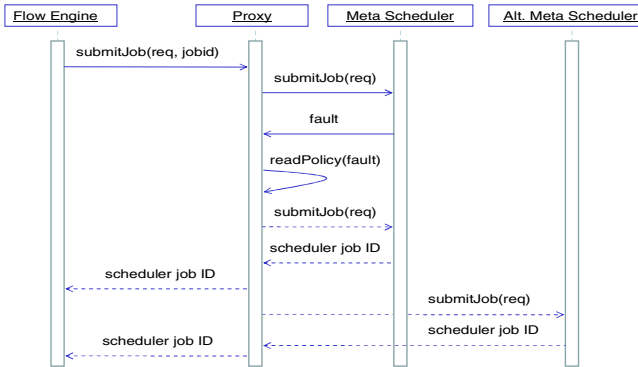 Flow Engine
Proxy
Meta Scheduler
Alt. Meta Scheduler
submitJob(req, jobid)
submitJob(req)
fault
readPolicy(fault)
submitJob(req)
scheduler job ID
scheduler job ID
submitJob(req)
scheduler job ID
scheduler job ID